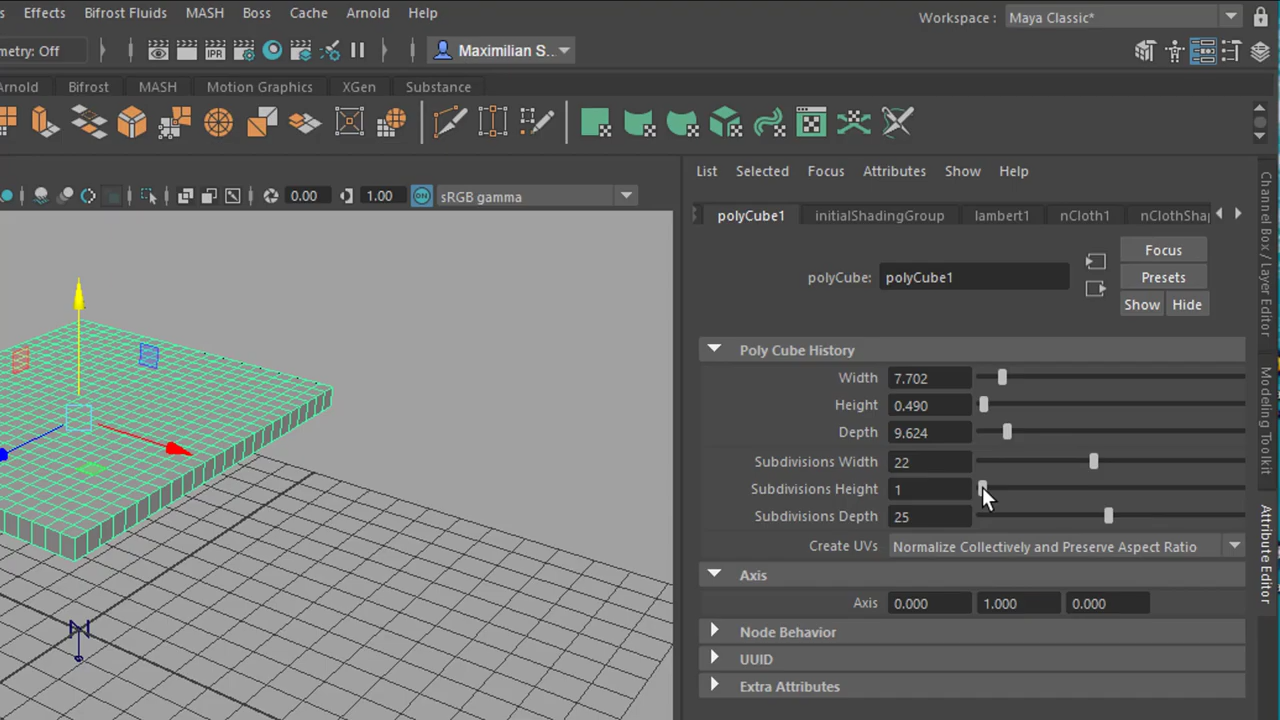 s Effects Bifrost Fluids MASH Boss Cache Arnold Help
Workspace : Maya Classic*
metry: Off
IPR
Maximilian S...
Arnold Bifrost MASH Motion Graphics XGen Substance
List Selected Focus Attributes Show Help
0.00 1.00 ON sRGB gamma
polyCube1 initialShadingGroup lambert1 nCloth1 nClothShap
Focus
polyCube: polyCube1 Presets
Show Hide
Poly Cube History
Width 7.702
Height 0.490
Depth 9.624
Subdivisions Width 22
Subdivisions Height 1
Subdivisions Depth 25
Create UVs Normalize Collectively and Preserve Aspect Ratio
Axis
Axis 0.000 1.000 0.000
Node Behavior
UUID
Extra Attributes
Channel Box / Layer Editor
Modeling Toolkit
Attribute Editor